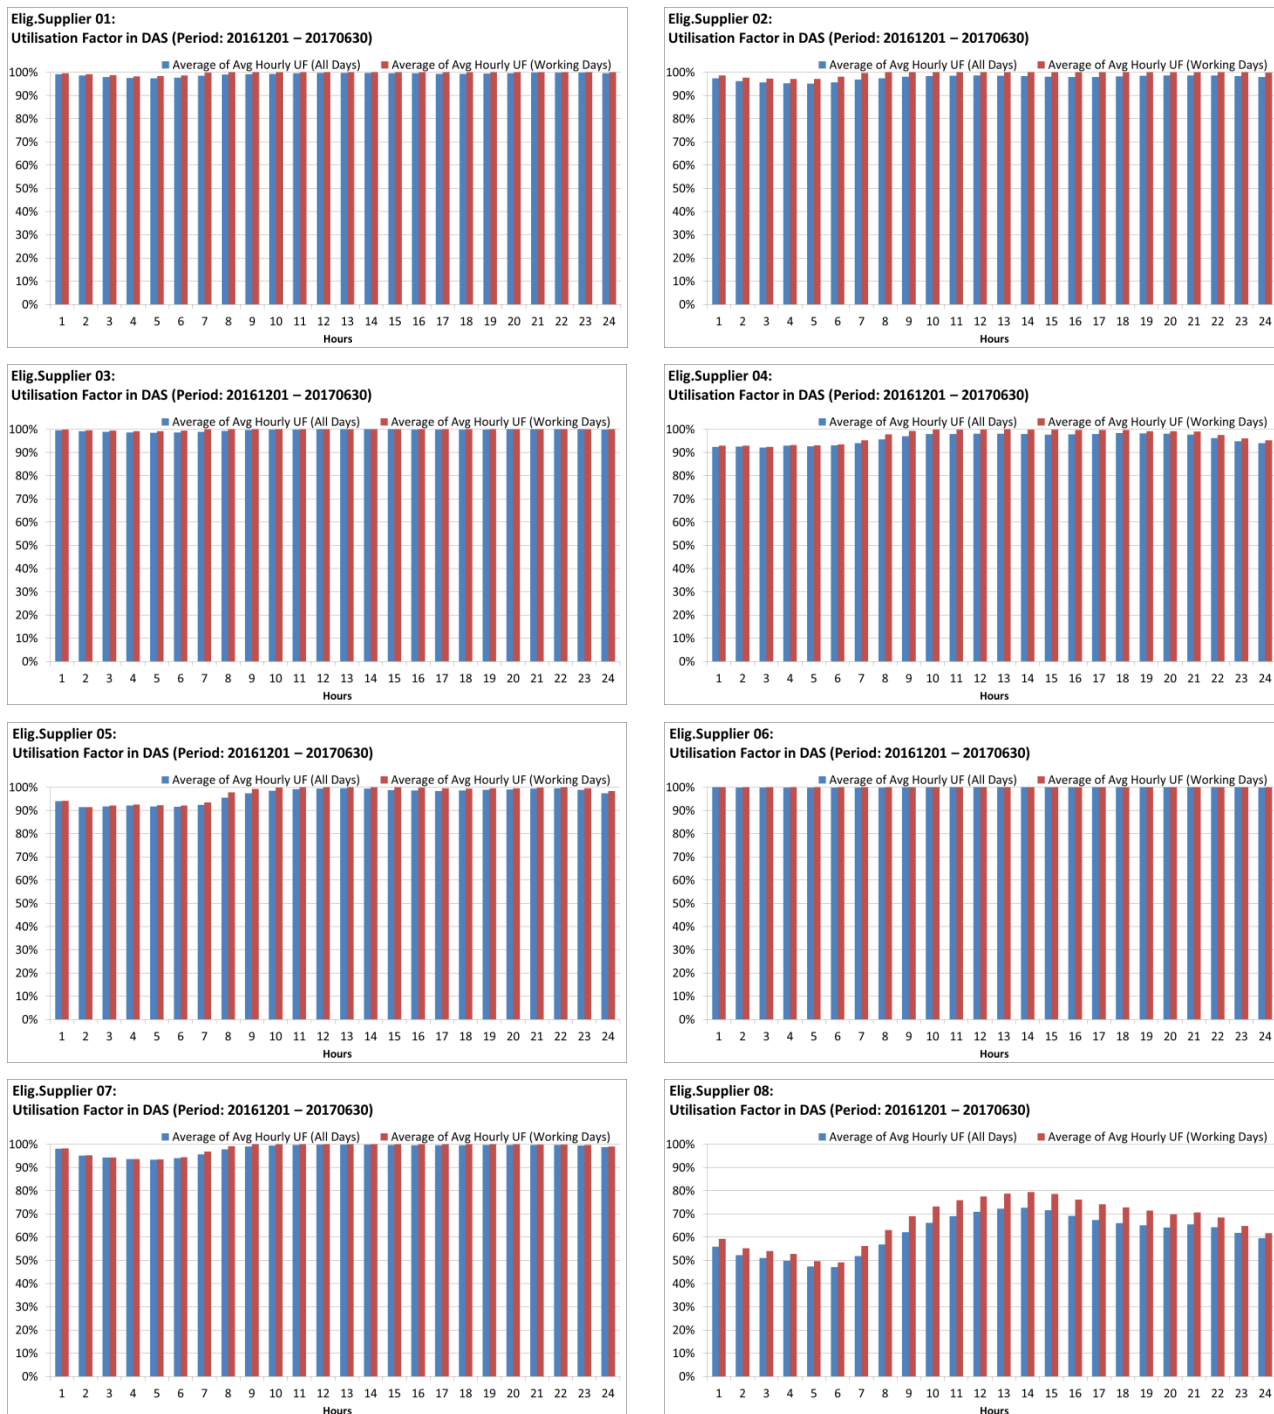 Elig.Supplier 01:
Utilisation Factor in DAS (Period: 20161201 – 20170630)
Average of Avg Hourly UF (All Days) Average of Avg Hourly UF (Working Days)
100%
90%
80%
70%
60%
50%
40%
30%
20%
10%
0%
1 2 3 4 5 6 7 8 9 10 11 12 13 14 15 16 17 18 19 20 21 22 23 24
Hours
Elig.Supplier 02:
Utilisation Factor in DAS (Period: 20161201 – 20170630)
Average of Avg Hourly UF (All Days) Average of Avg Hourly UF (Working Days)
100%
90%
80%
70%
60%
50%
40%
30%
20%
10%
0%
1 2 3 4 5 6 7 8 9 10 11 12 13 14 15 16 17 18 19 20 21 22 23 24
Hours
Elig.Supplier 03:
Utilisation Factor in DAS (Period: 20161201 – 20170630)
Average of Avg Hourly UF (All Days) Average of Avg Hourly UF (Working Days)
100%
90%
80%
70%
60%
50%
40%
30%
20%
10%
0%
1 2 3 4 5 6 7 8 9 10 11 12 13 14 15 16 17 18 19 20 21 22 23 24
Hours
Elig.Supplier 04:
Utilisation Factor in DAS (Period: 20161201 – 20170630)
Average of Avg Hourly UF (All Days) Average of Avg Hourly UF (Working Days)
100%
90%
80%
70%
60%
50%
40%
30%
20%
10%
0%
1 2 3 4 5 6 7 8 9 10 11 12 13 14 15 16 17 18 19 20 21 22 23 24
Hours
Elig.Supplier 05:
Utilisation Factor in DAS (Period: 20161201 – 20170630)
Average of Avg Hourly UF (All Days) Average of Avg Hourly UF (Working Days)
100%
90%
80%
70%
60%
50%
40%
30%
20%
10%
0%
1 2 3 4 5 6 7 8 9 10 11 12 13 14 15 16 17 18 19 20 21 22 23 24
Hours
Elig.Supplier 06:
Utilisation Factor in DAS (Period: 20161201 – 20170630)
Average of Avg Hourly UF (All Days) Average of Avg Hourly UF (Working Days)
100%
90%
80%
70%
60%
50%
40%
30%
20%
10%
0%
1 2 3 4 5 6 7 8 9 10 11 12 13 14 15 16 17 18 19 20 21 22 23 24
Hours
Elig.Supplier 07:
Utilisation Factor in DAS (Period: 20161201 – 20170630)
Average of Avg Hourly UF (All Days) Average of Avg Hourly UF (Working Days)
100%
90%
80%
70%
60%
50%
40%
30%
20%
10%
0%
1 2 3 4 5 6 7 8 9 10 11 12 13 14 15 16 17 18 19 20 21 22 23 24
Hours
Elig.Supplier 08:
Utilisation Factor in DAS (Period: 20161201 – 20170630)
Average of Avg Hourly UF (All Days) Average of Avg Hourly UF (Working Days)
100%
90%
80%
70%
60%
50%
40%
30%
20%
10%
0%
1 2 3 4 5 6 7 8 9 10 11 12 13 14 15 16 17 18 19 20 21 22 23 24
Hours